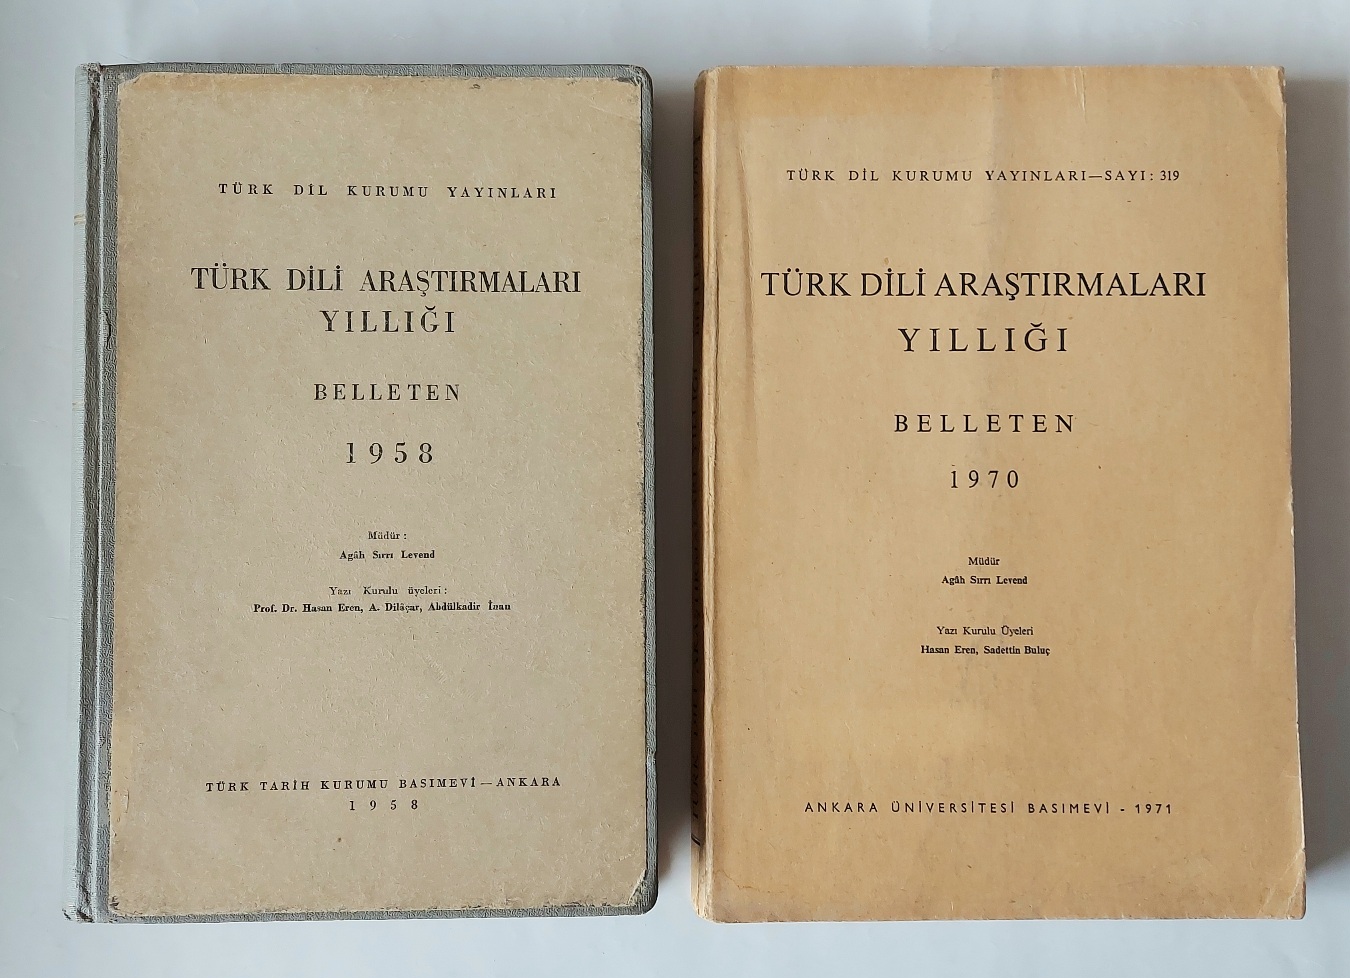 TÜRK DİL KURUMU YAYINLARI
TÜRK DİLİ ARAŞTIRMALARI
YILLIĞI
BELLETEN
1958
Müdür :
Agâh Sırrı Levend
Yazı Kurulu üyeleri :
Prof. Dr. Hasan Eren, A. Dilâçar, Abdülkadir İnan
TÜRK TARİH KURUMU BASIMEVİ — ANKARA
1958
TÜRK DİL KURUMU YAYINLARI—SAYI: 319
TÜRK DİLİ ARAŞTIRMALARI
YILLIĞI
BELLETEN
1970
Müdür
Agâh Sırrı Levend
Yazı Kurulu Üyeleri
Hasan Eren, Sadettin Buluç
ANKARA ÜNİVERSİTESİ BASIMEVİ - 1971